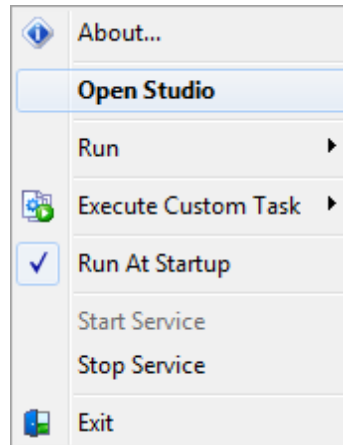 About...
Open Studio
Run
Execute Custom Task
Run At Startup
Start Service
Stop Service
Exit